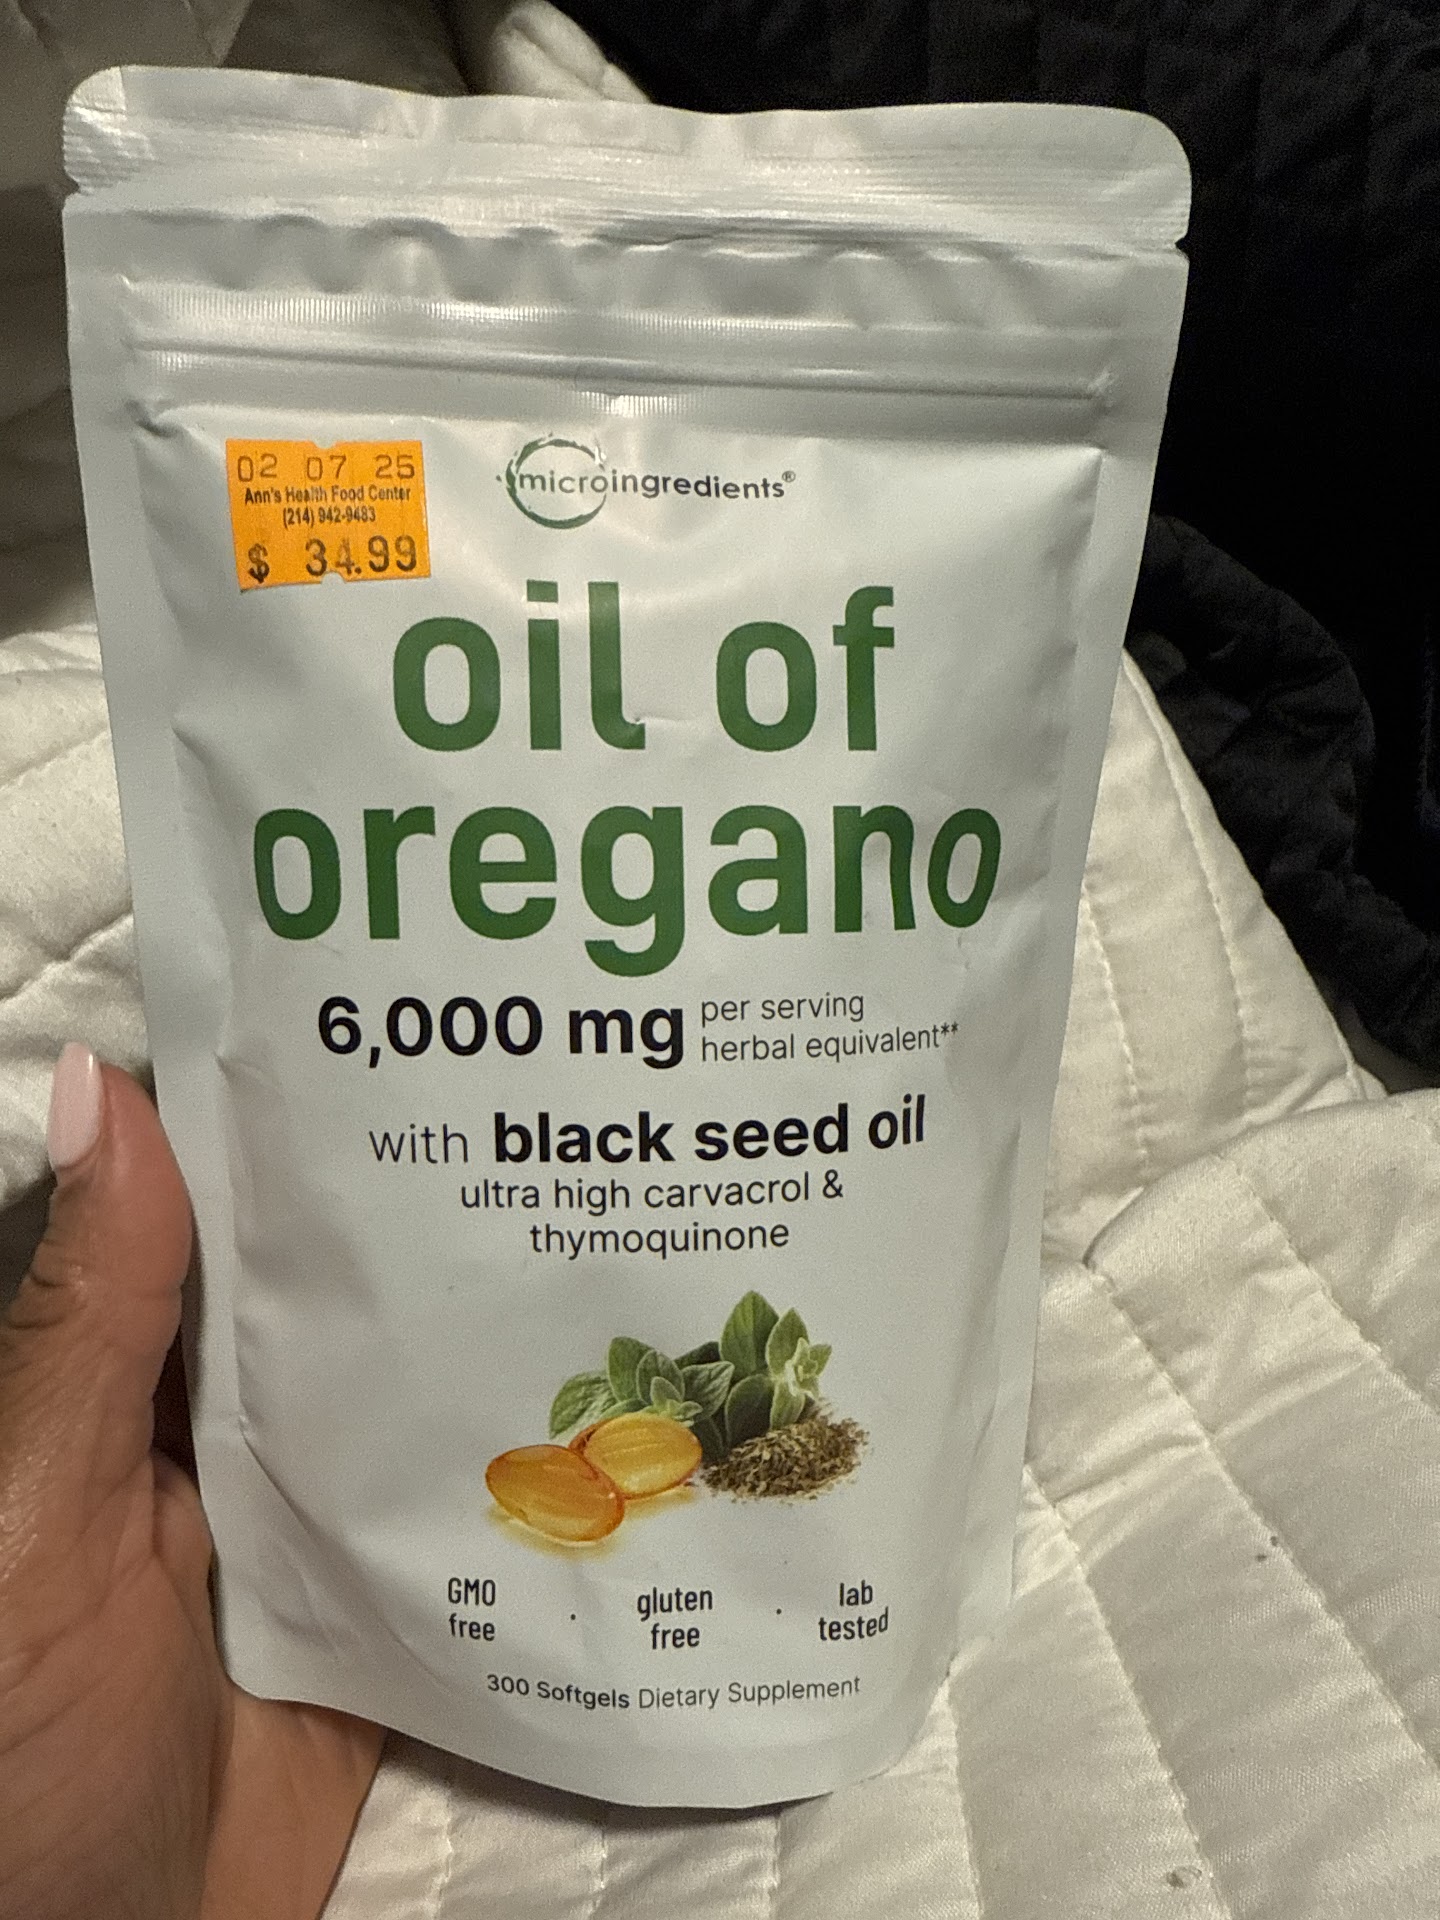 02 07 25
Ann's Health Food Center
(214) 942-9483
$ 34.99
microingredients®
oil of
oregano
6,000 mg per serving
herbal equivalent**
with black seed oil
ultra high carvacrol &
thymoquinone
GMO free · gluten free · lab tested
300 Softgels Dietary Supplement